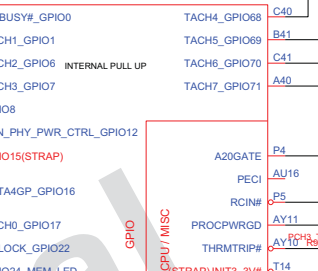 BUSY#_GPIO0 TACH4_GPIO68 C40
CH1_GPIO1 TACH5_GPIO69 B41
CH2_GPIO6 INTERNAL PULL UP TACH6_GPIO70 C41
CH3_GPIO7 TACH7_GPIO71 A40
IO8
N_PHY_PWR_CTRL_GPIO12
IO15(STRAP) A20GATE P4
PECI AU16
TA4GP_GPIO16 RCIN# P5
CH0_GPIO17 PROCPWRGD AY11
LOCK_GPIO22 THRMTRIP# AY10
T14
GPIO
CPU / MISC